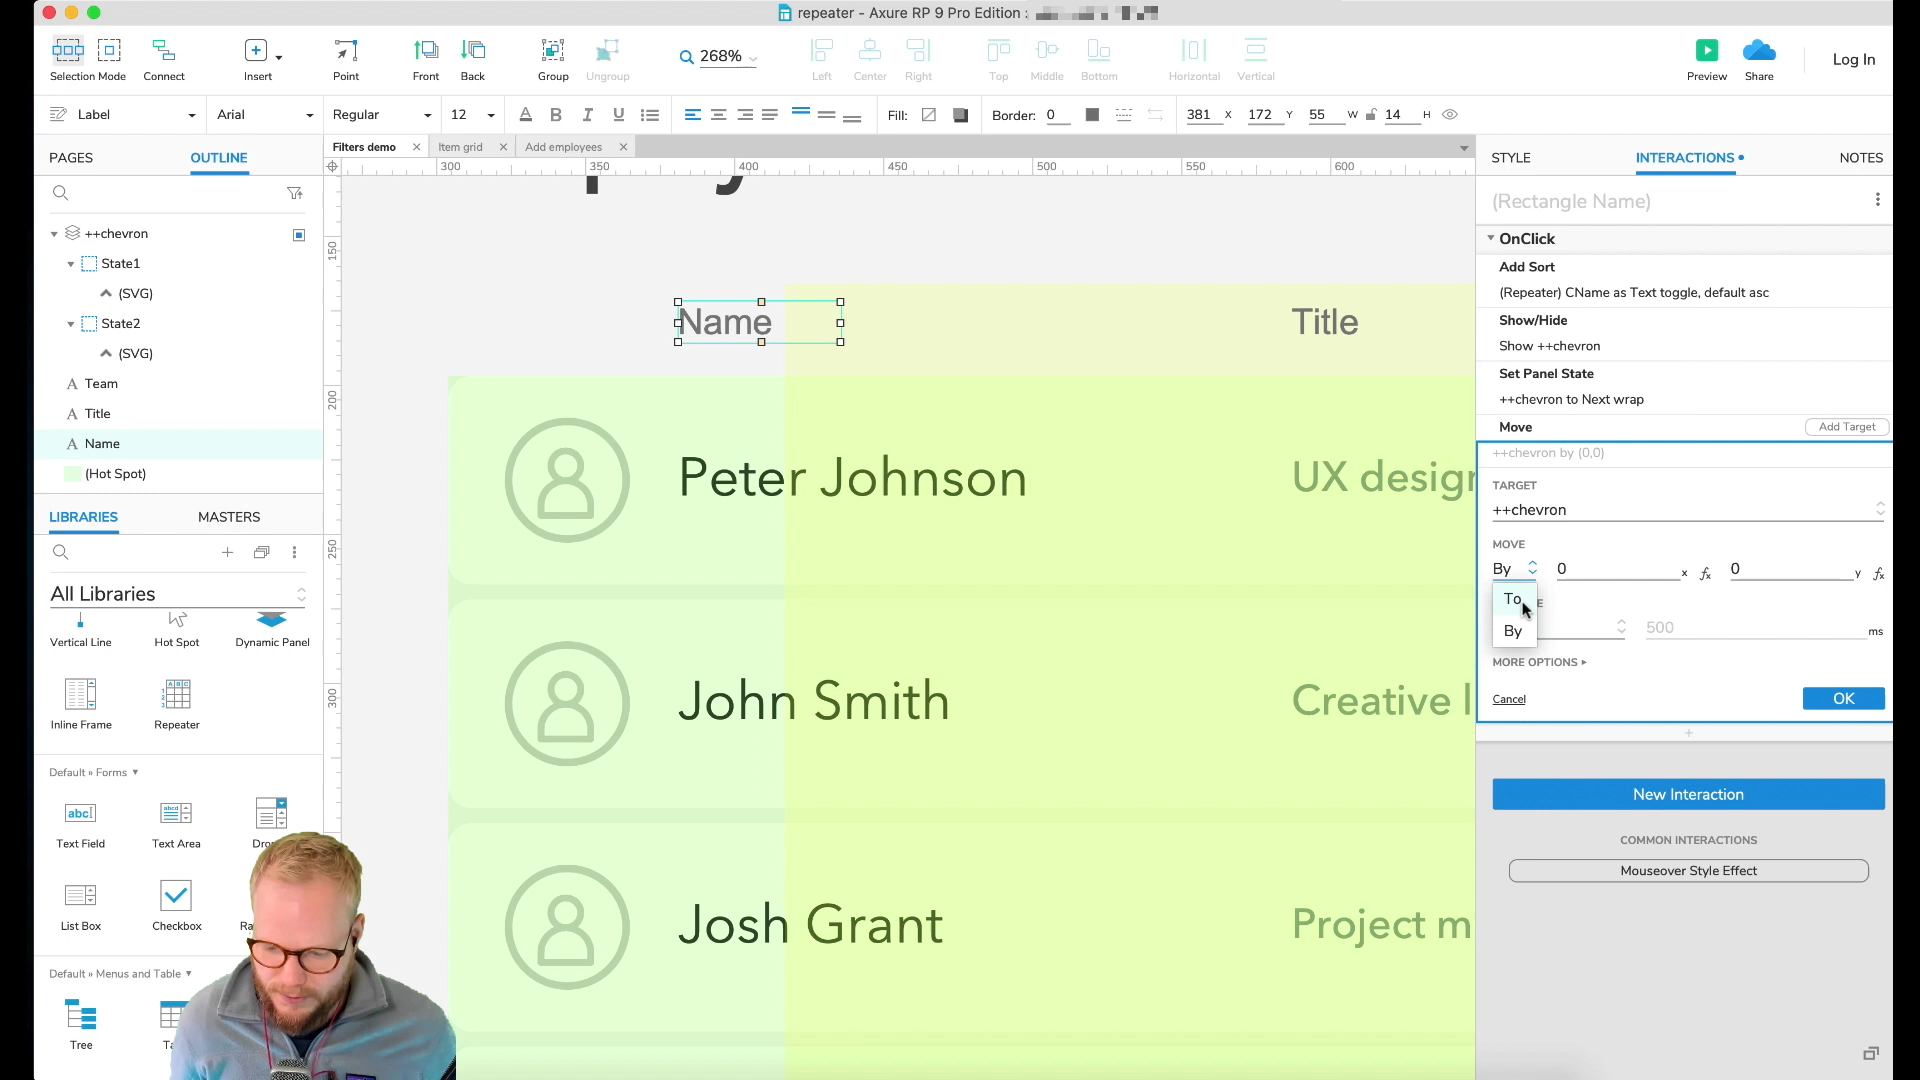 repeater - Axure RP 9 Pro Edition :
Selection Mode
Connect
Insert
Point
Front
Back
Group
Ungroup
268%
Left
Center
Right
Top
Middle
Bottom
Horizontal
Vertical
Preview
Share
Log In
Label
Arial
Regular
12
A B I U
Fill:
Border: 0
381 X 172 Y 55 W 14 H
PAGES
OUTLINE
Filters demo
Item grid
Add employees
STYLE
INTERACTIONS
NOTES
300 350 400 450 500 550 600
150
200
250
300
++chevron
State1
(SVG)
State2
(SVG)
A Team
A Title
A Name
(Hot Spot)
LIBRARIES
MASTERS
All Libraries
Vertical Line
Hot Spot
Dynamic Panel
Inline Frame
Repeater
Default » Forms
Text Field
Text Area
List Box
Checkbox
Default » Menus and Table
Tree
Name
Title
Peter Johnson
UX design
John Smith
Creative l
Josh Grant
Project m
(Rectangle Name)
OnClick
Add Sort
(Repeater) CName as Text toggle, default asc
Show/Hide
Show ++chevron
Set Panel State
++chevron to Next wrap
Move
Add Target
++chevron by (0,0)
TARGET
++chevron
MOVE
By
0 x fx 0 y fx
To
By
500 ms
MORE OPTIONS
Cancel
OK
New Interaction
COMMON INTERACTIONS
Mouseover Style Effect